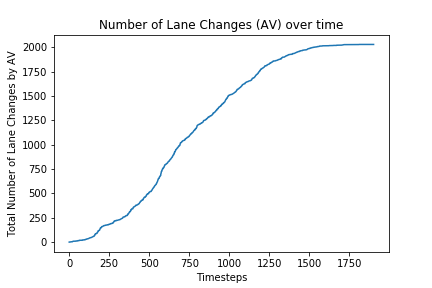 Number of Lane Changes (AV) over time
Total Number of Lane Changes by AV
2000
1750
1500
1250
1000
750
500
250
0
0 250 500 750 1000 1250 1500 1750
Timesteps